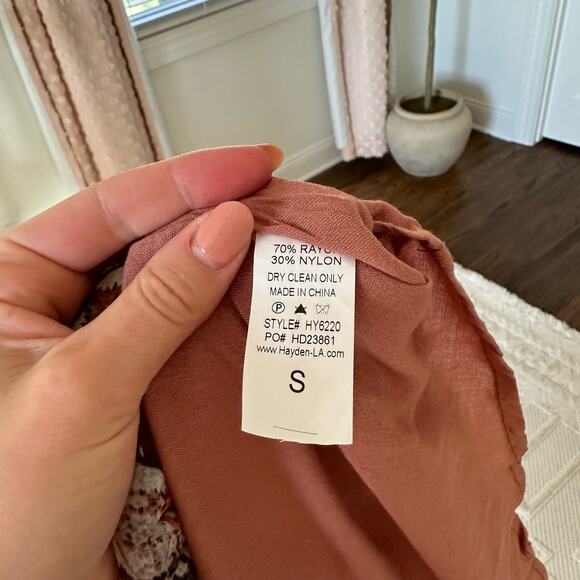 70% RAYON
30% NYLON
DRY CLEAN ONLY
MADE IN CHINA
P
STYLE# HY6220
PO# HD23861
www.Hayden-LA.com
S